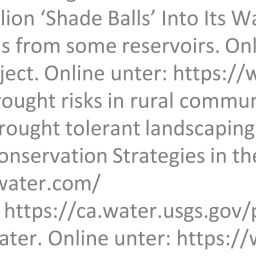 lion ‘Shade Balls’ Into Its Wa
s from some reservoirs. Onl
ject. Online unter: https://w
rought risks in rural commun
rought tolerant landscaping
onservation Strategies in the
water.com/
https://ca.water.usgs.gov/p
ater. Online unter: https://w